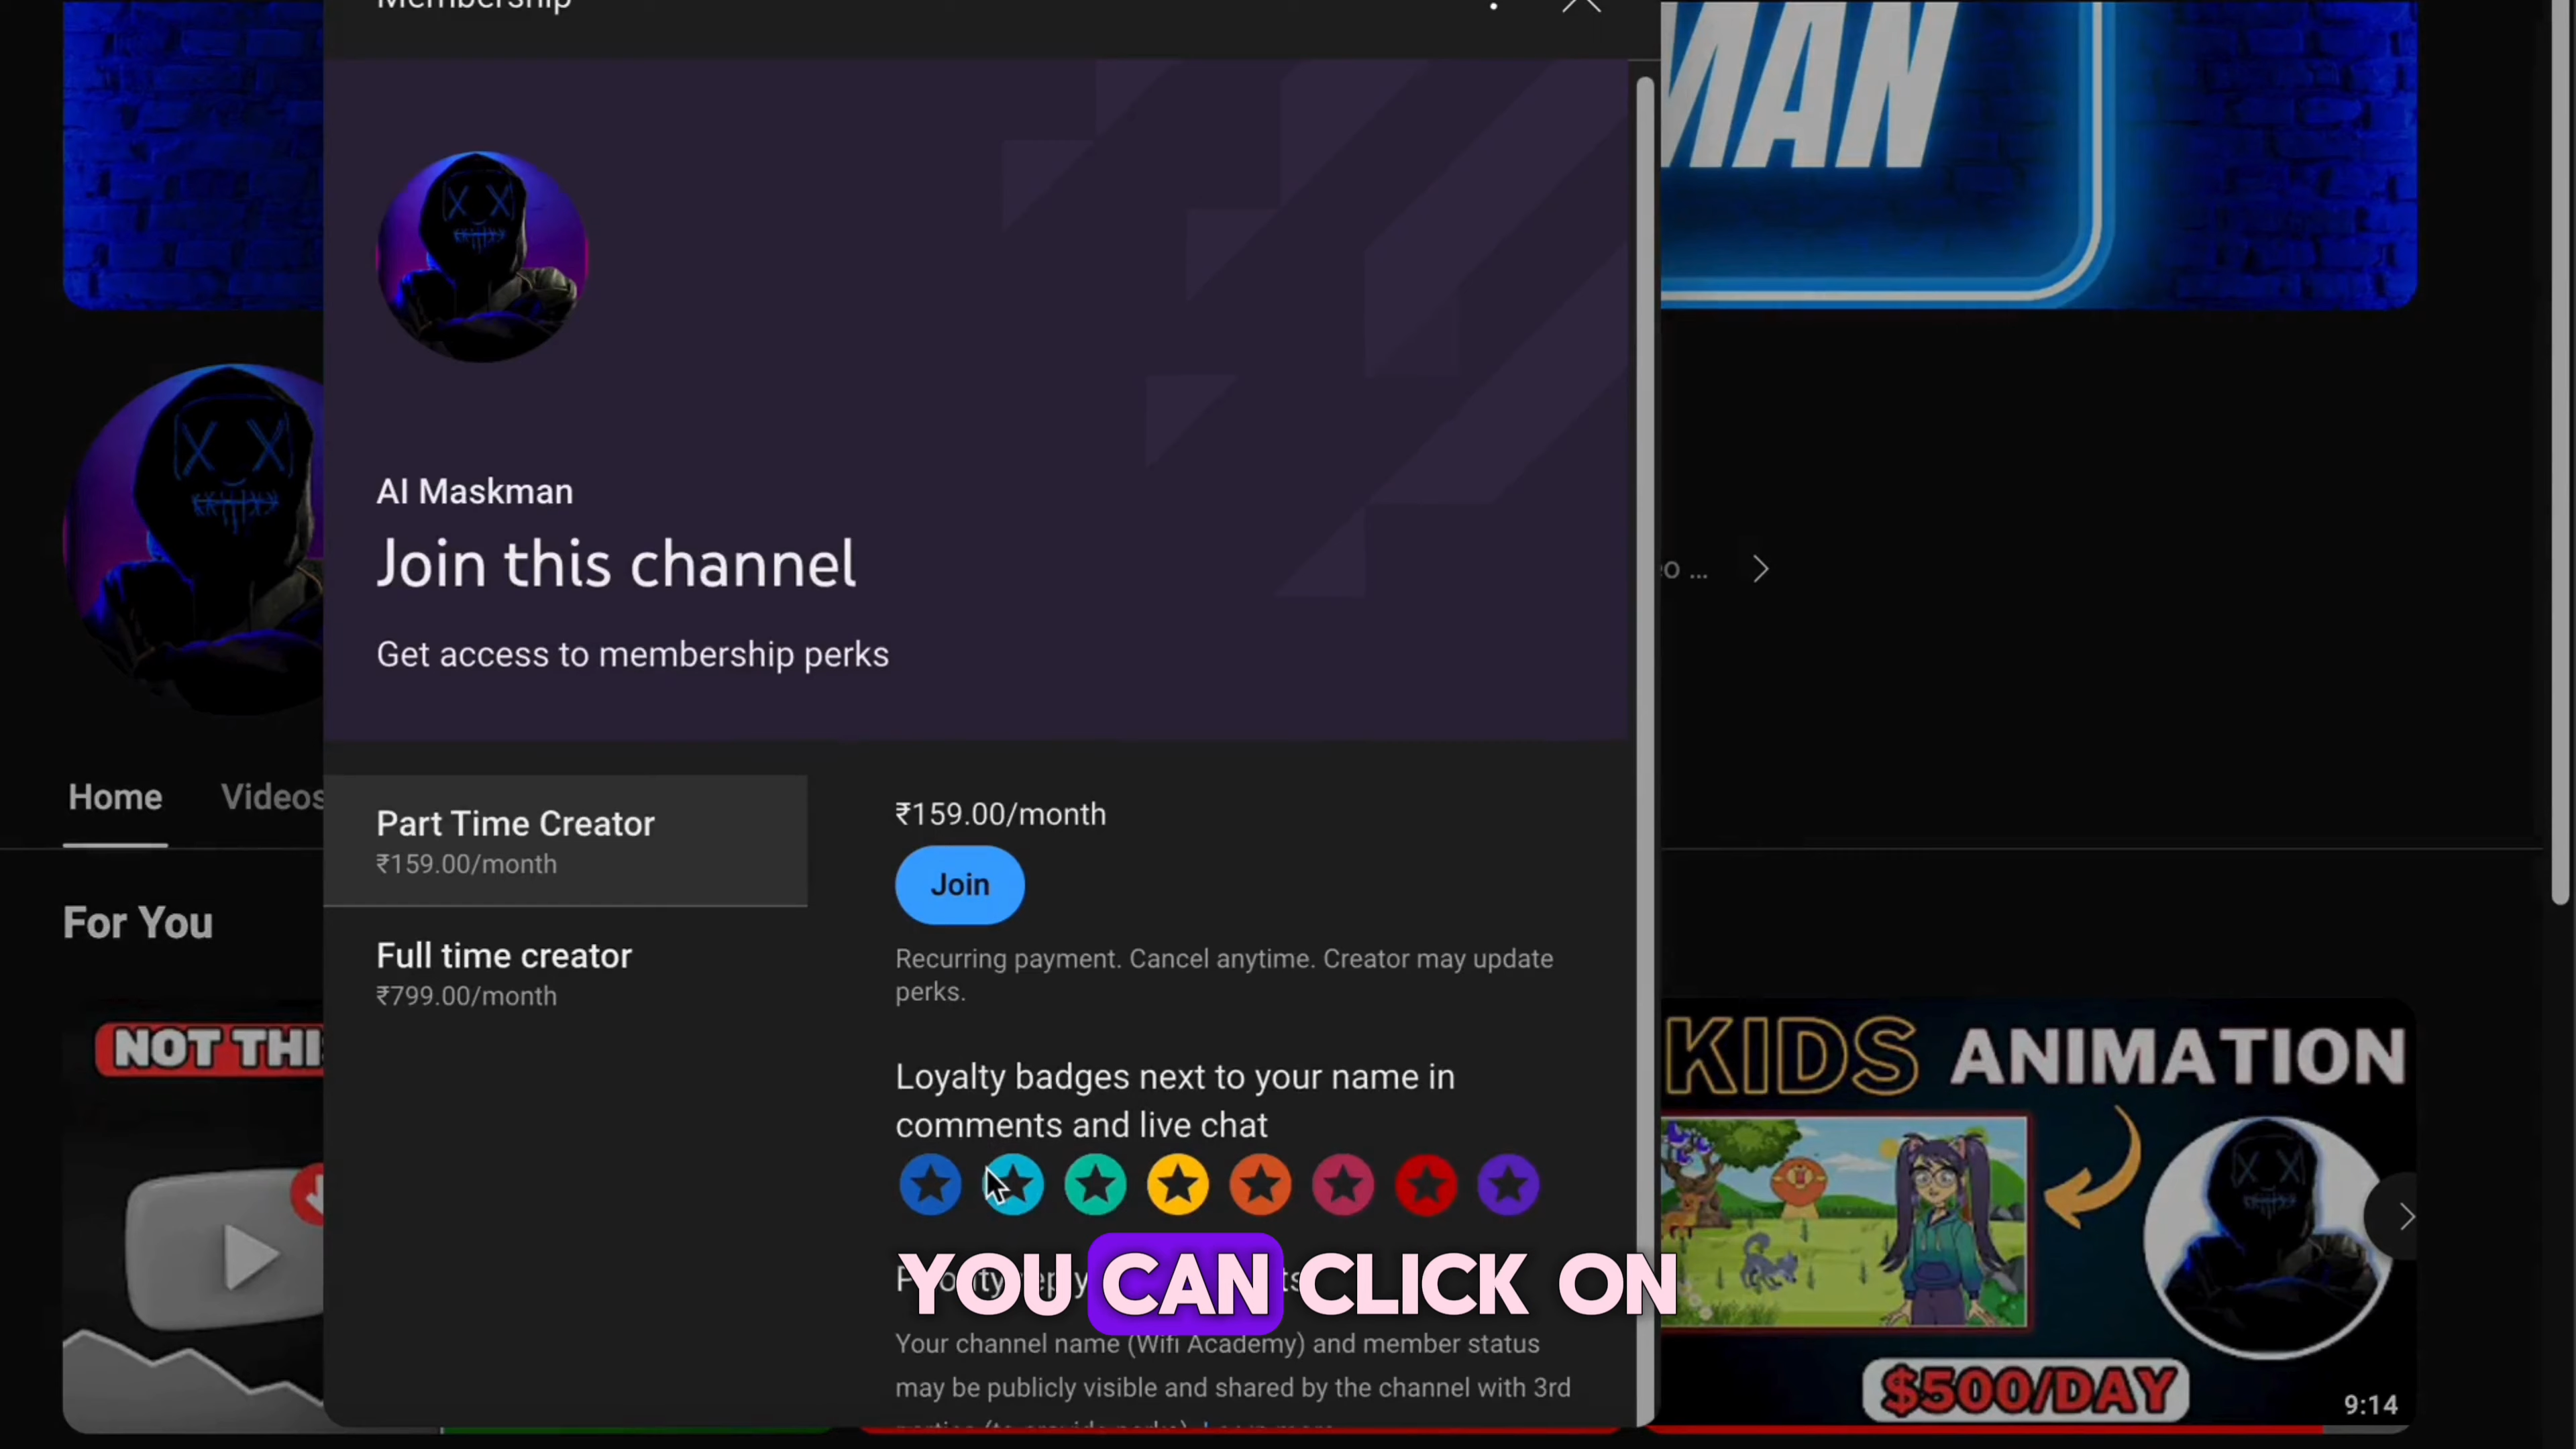 Membership
MAN
AI Maskman
Join this channel
Get access to membership perks
eo ...
Home Videos
Part Time Creator
₹159.00/month
Full time creator
₹799.00/month
₹159.00/month
Join
Recurring payment. Cancel anytime. Creator may update
perks.
Loyalty badges next to your name in
comments and live chat
YOU CAN CLICK ON
Your channel name (Wifi Academy) and member status
may be publicly visible and shared by the channel with 3rd
For You
NOT THI
KIDS ANIMATION
$500/DAY
9:14